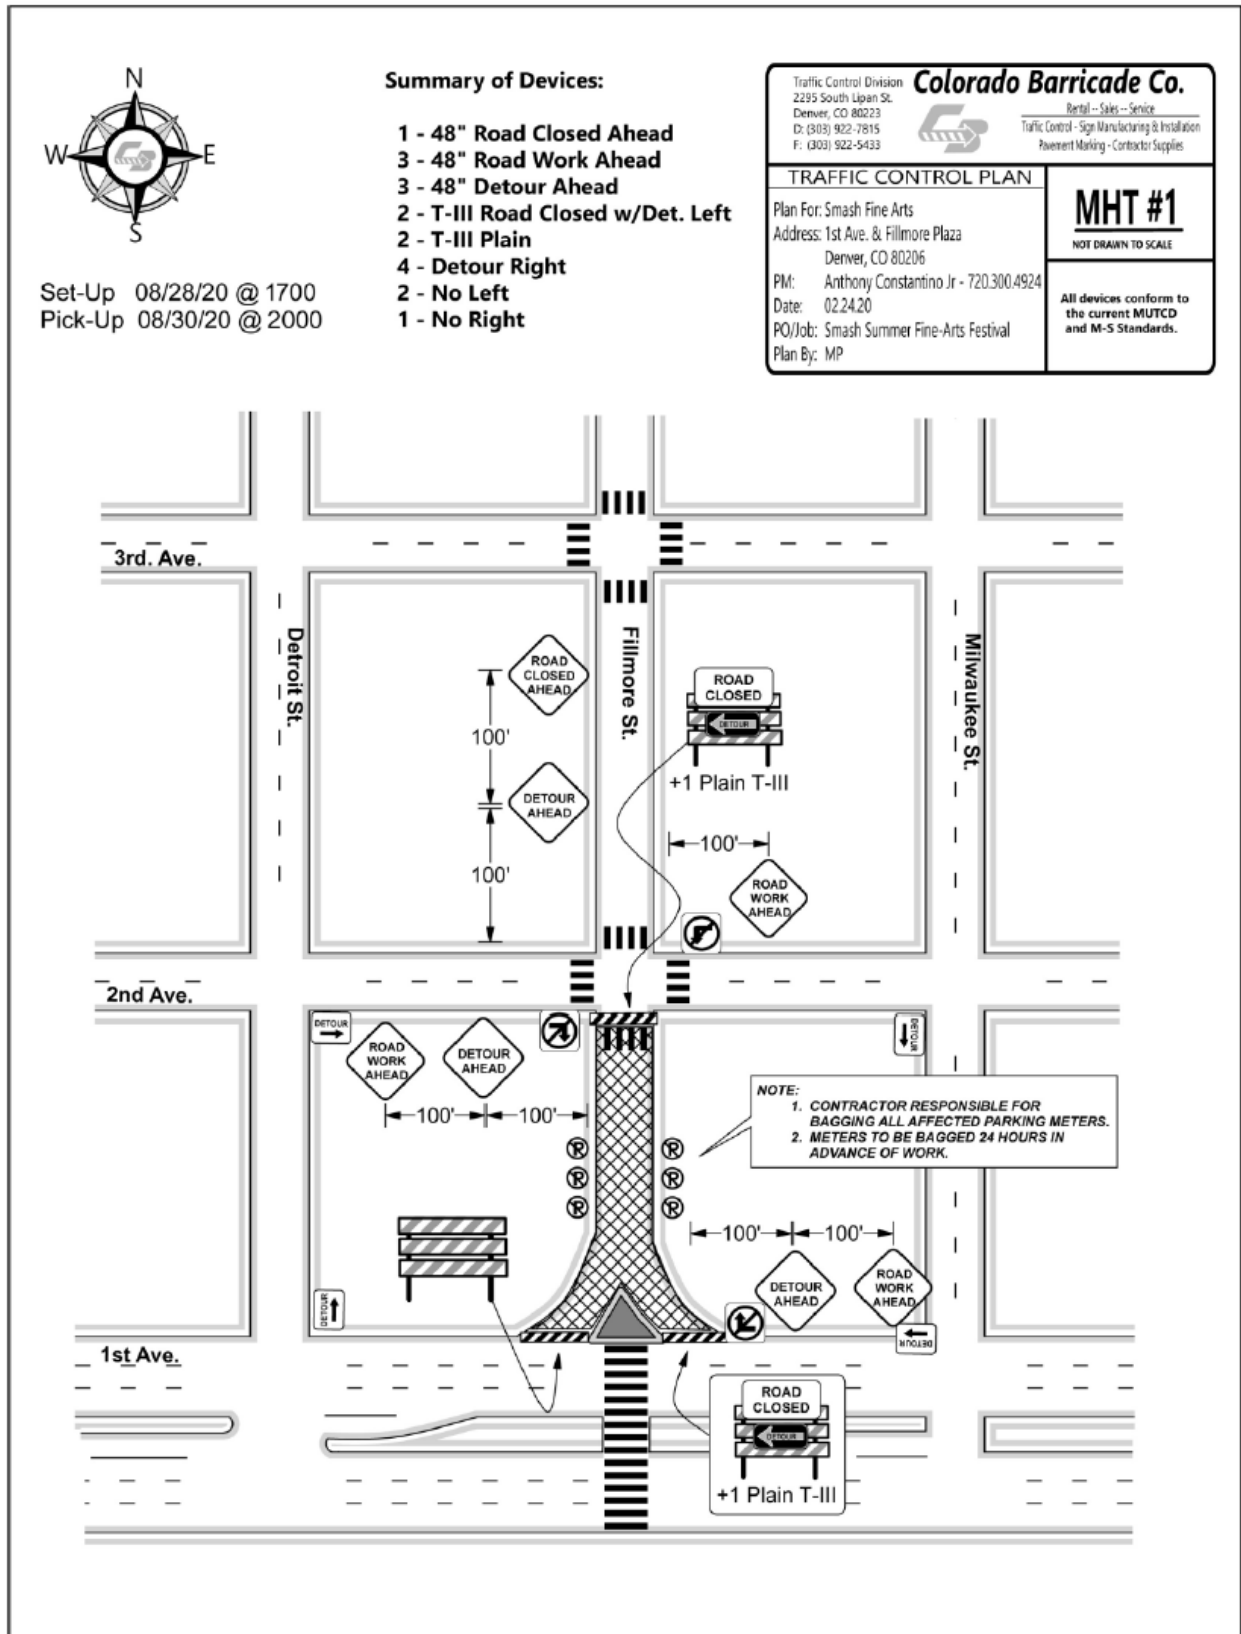 N
W
E
S
Set-Up 08/28/20 @ 1700
Pick-Up 08/30/20 @ 2000
Summary of Devices:
1 - 48" Road Closed Ahead
3 - 48" Road Work Ahead
3 - 48" Detour Ahead
2 - T-III Road Closed w/Det. Left
2 - T-III Plain
4 - Detour Right
2 - No Left
1 - No Right
Traffic Control Division
2295 South Lipan St.
Denver, CO 80223
D: (303) 922-7815
F: (303) 922-5433
Colorado Barricade Co.
Rental -- Sales -- Service
Traffic Control - Sign Manufacturing & Installation
Pavement Marking - Contractor Supplies
TRAFFIC CONTROL PLAN
Plan For: Smash Fine Arts
Address: 1st Ave. & Fillmore Plaza
Denver, CO 80206
PM: Anthony Constantino Jr - 720.300.4924
Date: 02.24.20
PO/Job: Smash Summer Fine-Arts Festival
Plan By: MP
MHT #1
NOT DRAWN TO SCALE
All devices conform to
the current MUTCD
and M-S Standards.
3rd. Ave.
Detroit St.
Fillmore St.
Milwaukee St.
ROAD
CLOSED
AHEAD
100'
DETOUR
AHEAD
100'
ROAD
CLOSED
DETOUR
+1 Plain T-III
100'
ROAD
WORK
AHEAD
2nd Ave.
DETOUR
ROAD
WORK
AHEAD
DETOUR
AHEAD
100'
100'
DETOUR
NOTE:
1. CONTRACTOR RESPONSIBLE FOR
BAGGING ALL AFFECTED PARKING METERS.
2. METERS TO BE BAGGED 24 HOURS IN
ADVANCE OF WORK.
P
P
P
P
P
P
100'
100'
DETOUR
AHEAD
ROAD
WORK
AHEAD
DETOUR
DETOUR
1st Ave.
ROAD
CLOSED
DETOUR
+1 Plain T-III